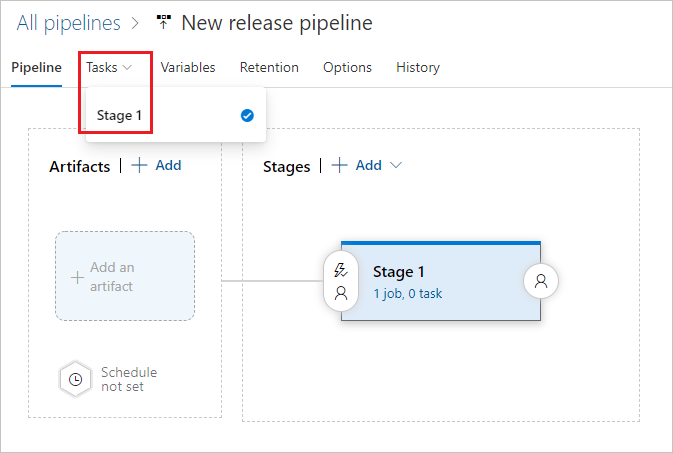 All pipelines > New release pipeline
Pipeline Tasks Variables Retention Options History
Stage 1
Artifacts | + Add
Stages | + Add
Add an
artifact
Stage 1
1 job, 0 task
Schedule
not set